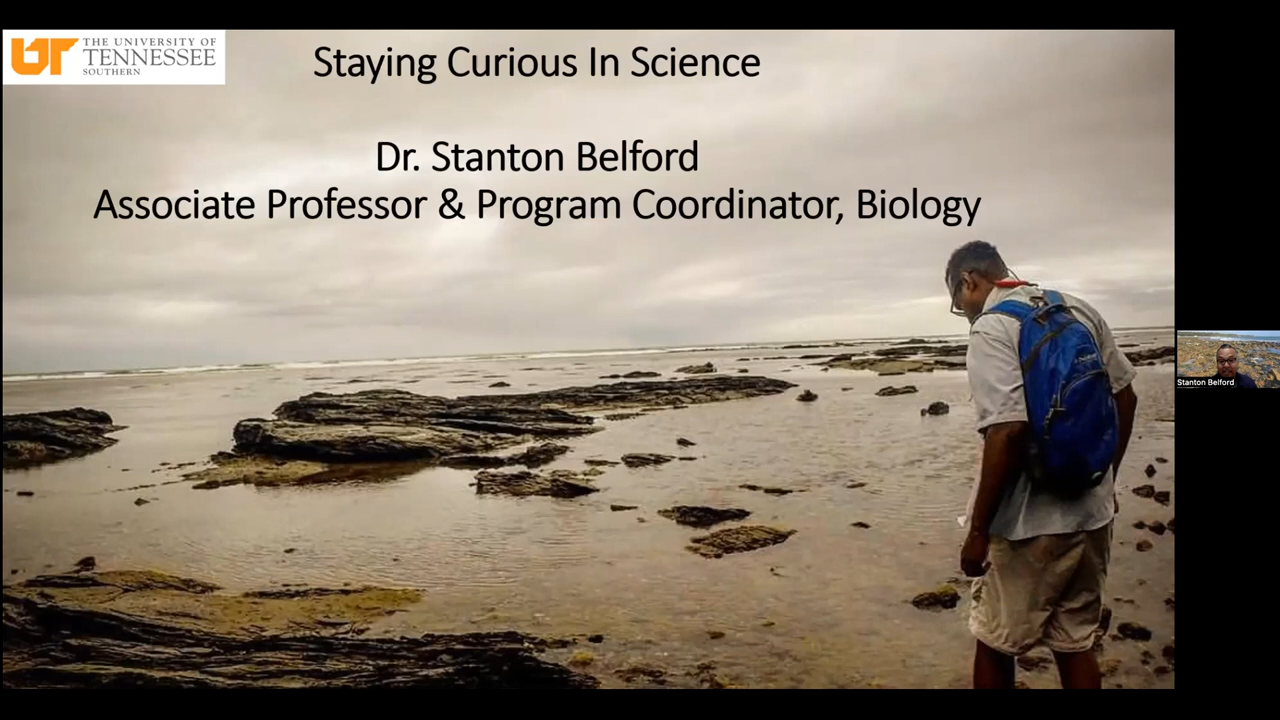 THE UNIVERSITY OF
TENNESSEE
SOUTHERN
Staying Curious In Science
Dr. Stanton Belford
Associate Professor & Program Coordinator, Biology
Stanton Belford